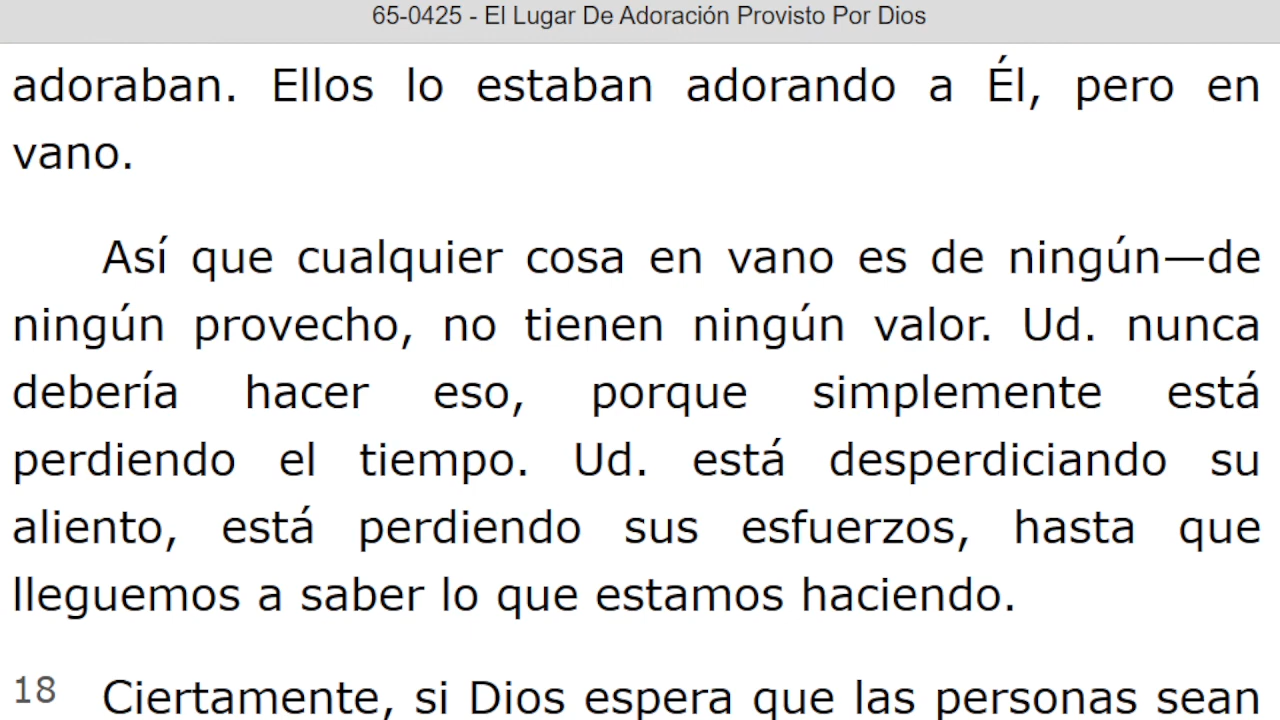 65-0425 - El Lugar De Adoración Provisto Por Dios
adoraban. Ellos lo estaban adorando a Él, pero en
vano.
Así que cualquier cosa en vano es de ningún—de
ningún provecho, no tienen ningún valor. Ud. nunca
debería hacer eso, porque simplemente está
perdiendo el tiempo. Ud. está desperdiciando su
aliento, está perdiendo sus esfuerzos, hasta que
lleguemos a saber lo que estamos haciendo.
18 Ciertamente, si Dios espera que las personas sean